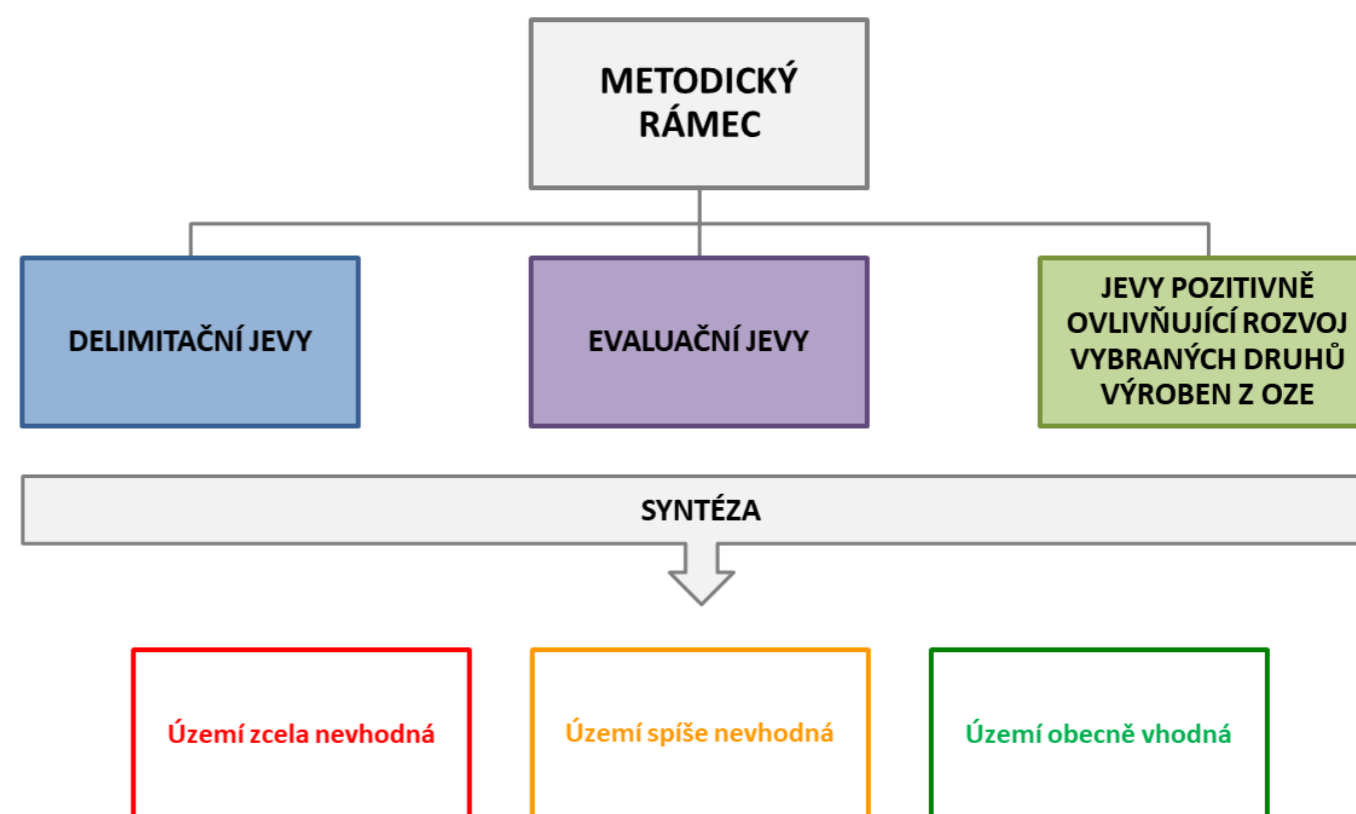 METODICKÝ
RÁMEC
DELIMITAČNÍ JEVY
EVALUAČNÍ JEVY
JEVY POZITIVNĚ
OVLIVŇUJÍCÍ ROZVOJ
VYBRANÝCH DRUHŮ
VÝROBEN Z OZE
SYNTÉZA
Území zcela nevhodná
Území spíše nevhodná
Území obecně vhodná